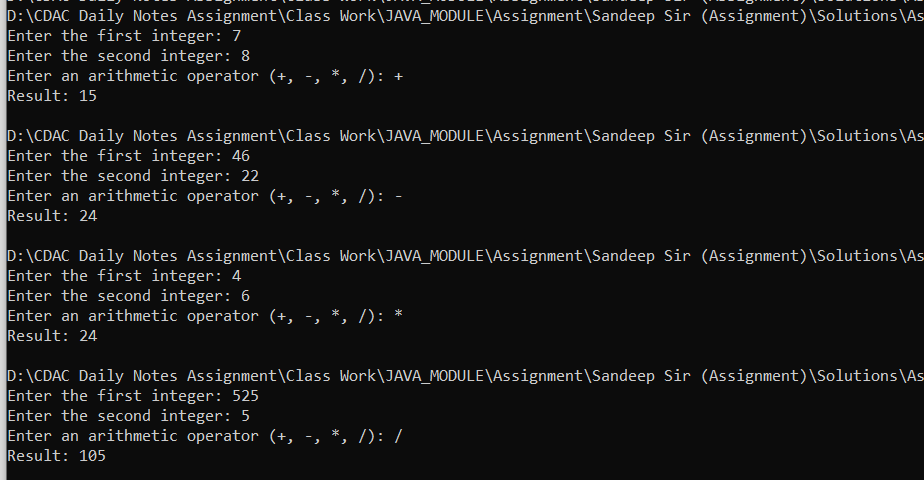 D:\CDAC Daily Notes Assignment\Class Work\JAVA_MODULE\Assignment\Sandeep Sir (Assignment)\Solutions\As
Enter the first integer: 7
Enter the second integer: 8
Enter an arithmetic operator (+, -, *, /): +
Result: 15
D:\CDAC Daily Notes Assignment\Class Work\JAVA_MODULE\Assignment\Sandeep Sir (Assignment)\Solutions\As
Enter the first integer: 46
Enter the second integer: 22
Enter an arithmetic operator (+, -, *, /): -
Result: 24
D:\CDAC Daily Notes Assignment\Class Work\JAVA_MODULE\Assignment\Sandeep Sir (Assignment)\Solutions\As
Enter the first integer: 4
Enter the second integer: 6
Enter an arithmetic operator (+, -, *, /): *
Result: 24
D:\CDAC Daily Notes Assignment\Class Work\JAVA_MODULE\Assignment\Sandeep Sir (Assignment)\Solutions\As
Enter the first integer: 525
Enter the second integer: 5
Enter an arithmetic operator (+, -, *, /): /
Result: 105